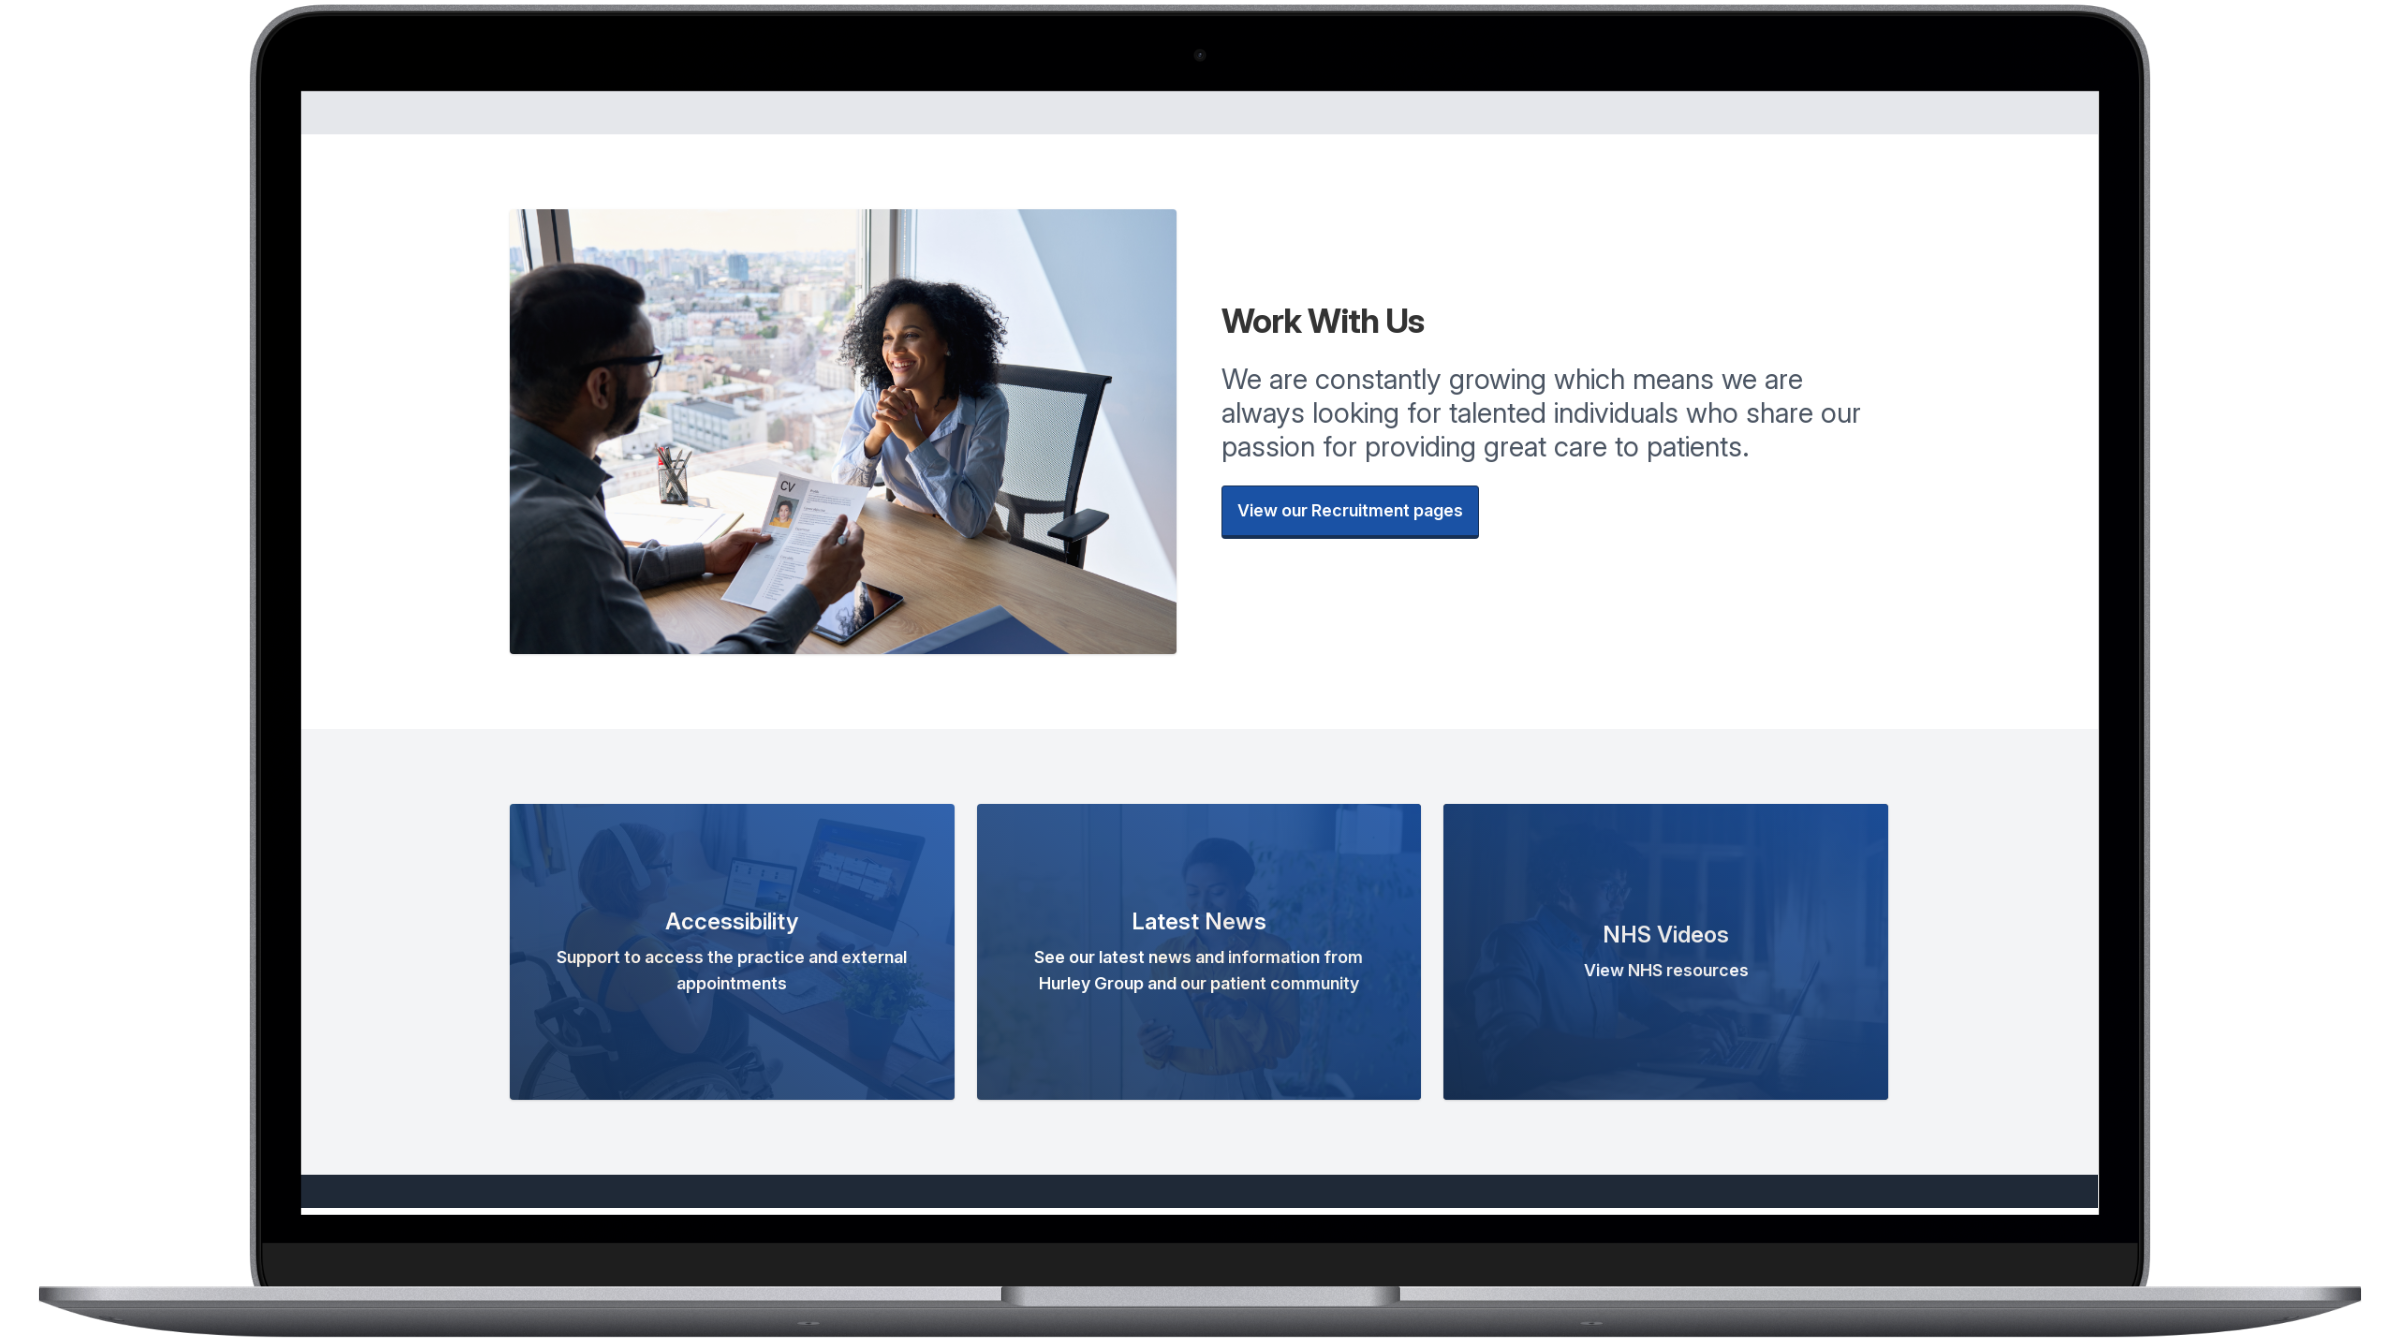 Work With Us
We are constantly growing which means we are
always looking for talented individuals who share our
passion for providing great care to patients.
View our Recruitment pages
CV
Accessibility
Support to access the practice and external
appointments
Latest News
See our latest news and information from
Hurley Group and our patient community
NHS Videos
View NHS resources